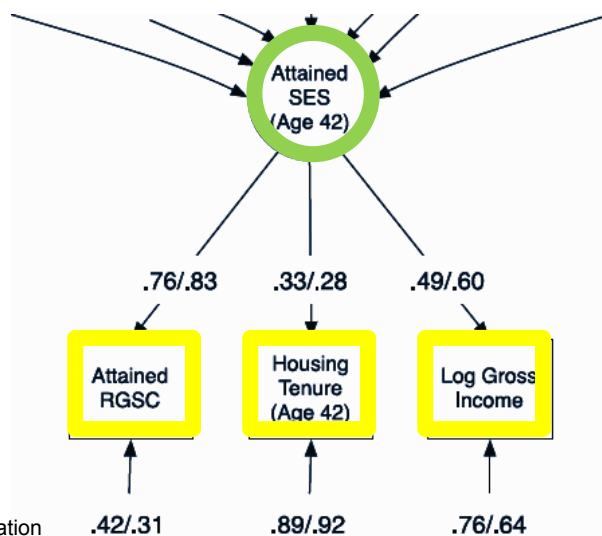 Attained
SES
(Age 42)
.76/.83 .33/.28 .49/.60
Attained
RGSC
Housing
Tenure
(Age 42)
Log Gross
Income
ation .42/.31 .89/.92 .76/.64